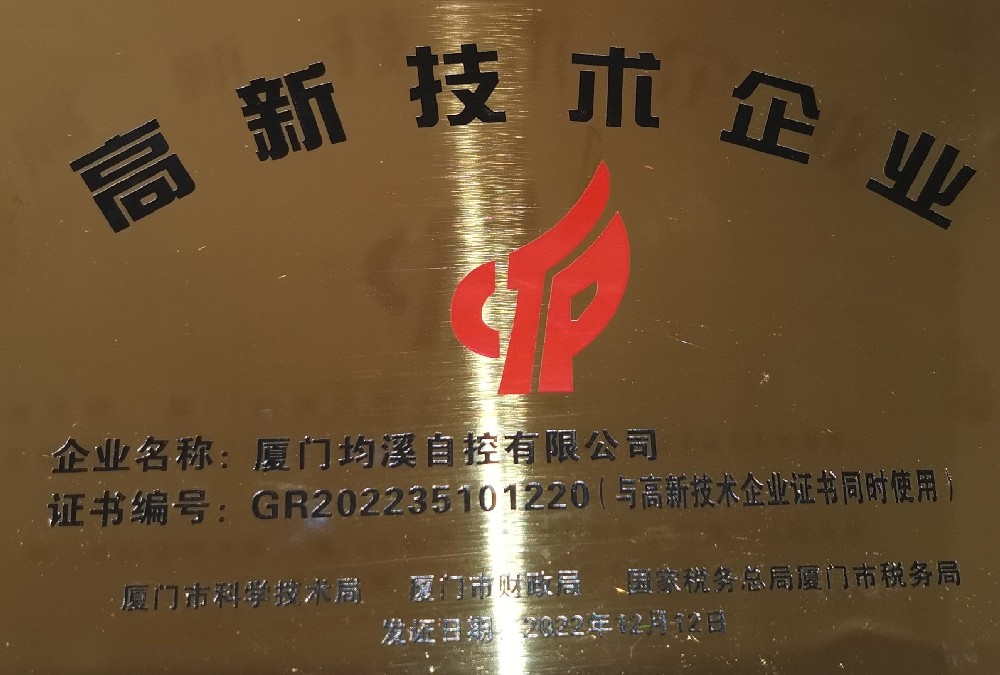 高新技术企业
企业名称：厦门均溪自控有限公司
证书编号：GR202235101220（与高新技术企业证书同时使用）
厦门市科学技术局 厦门市财政局 国家税务总局厦门市税务局
发证日期：2022年12月12日